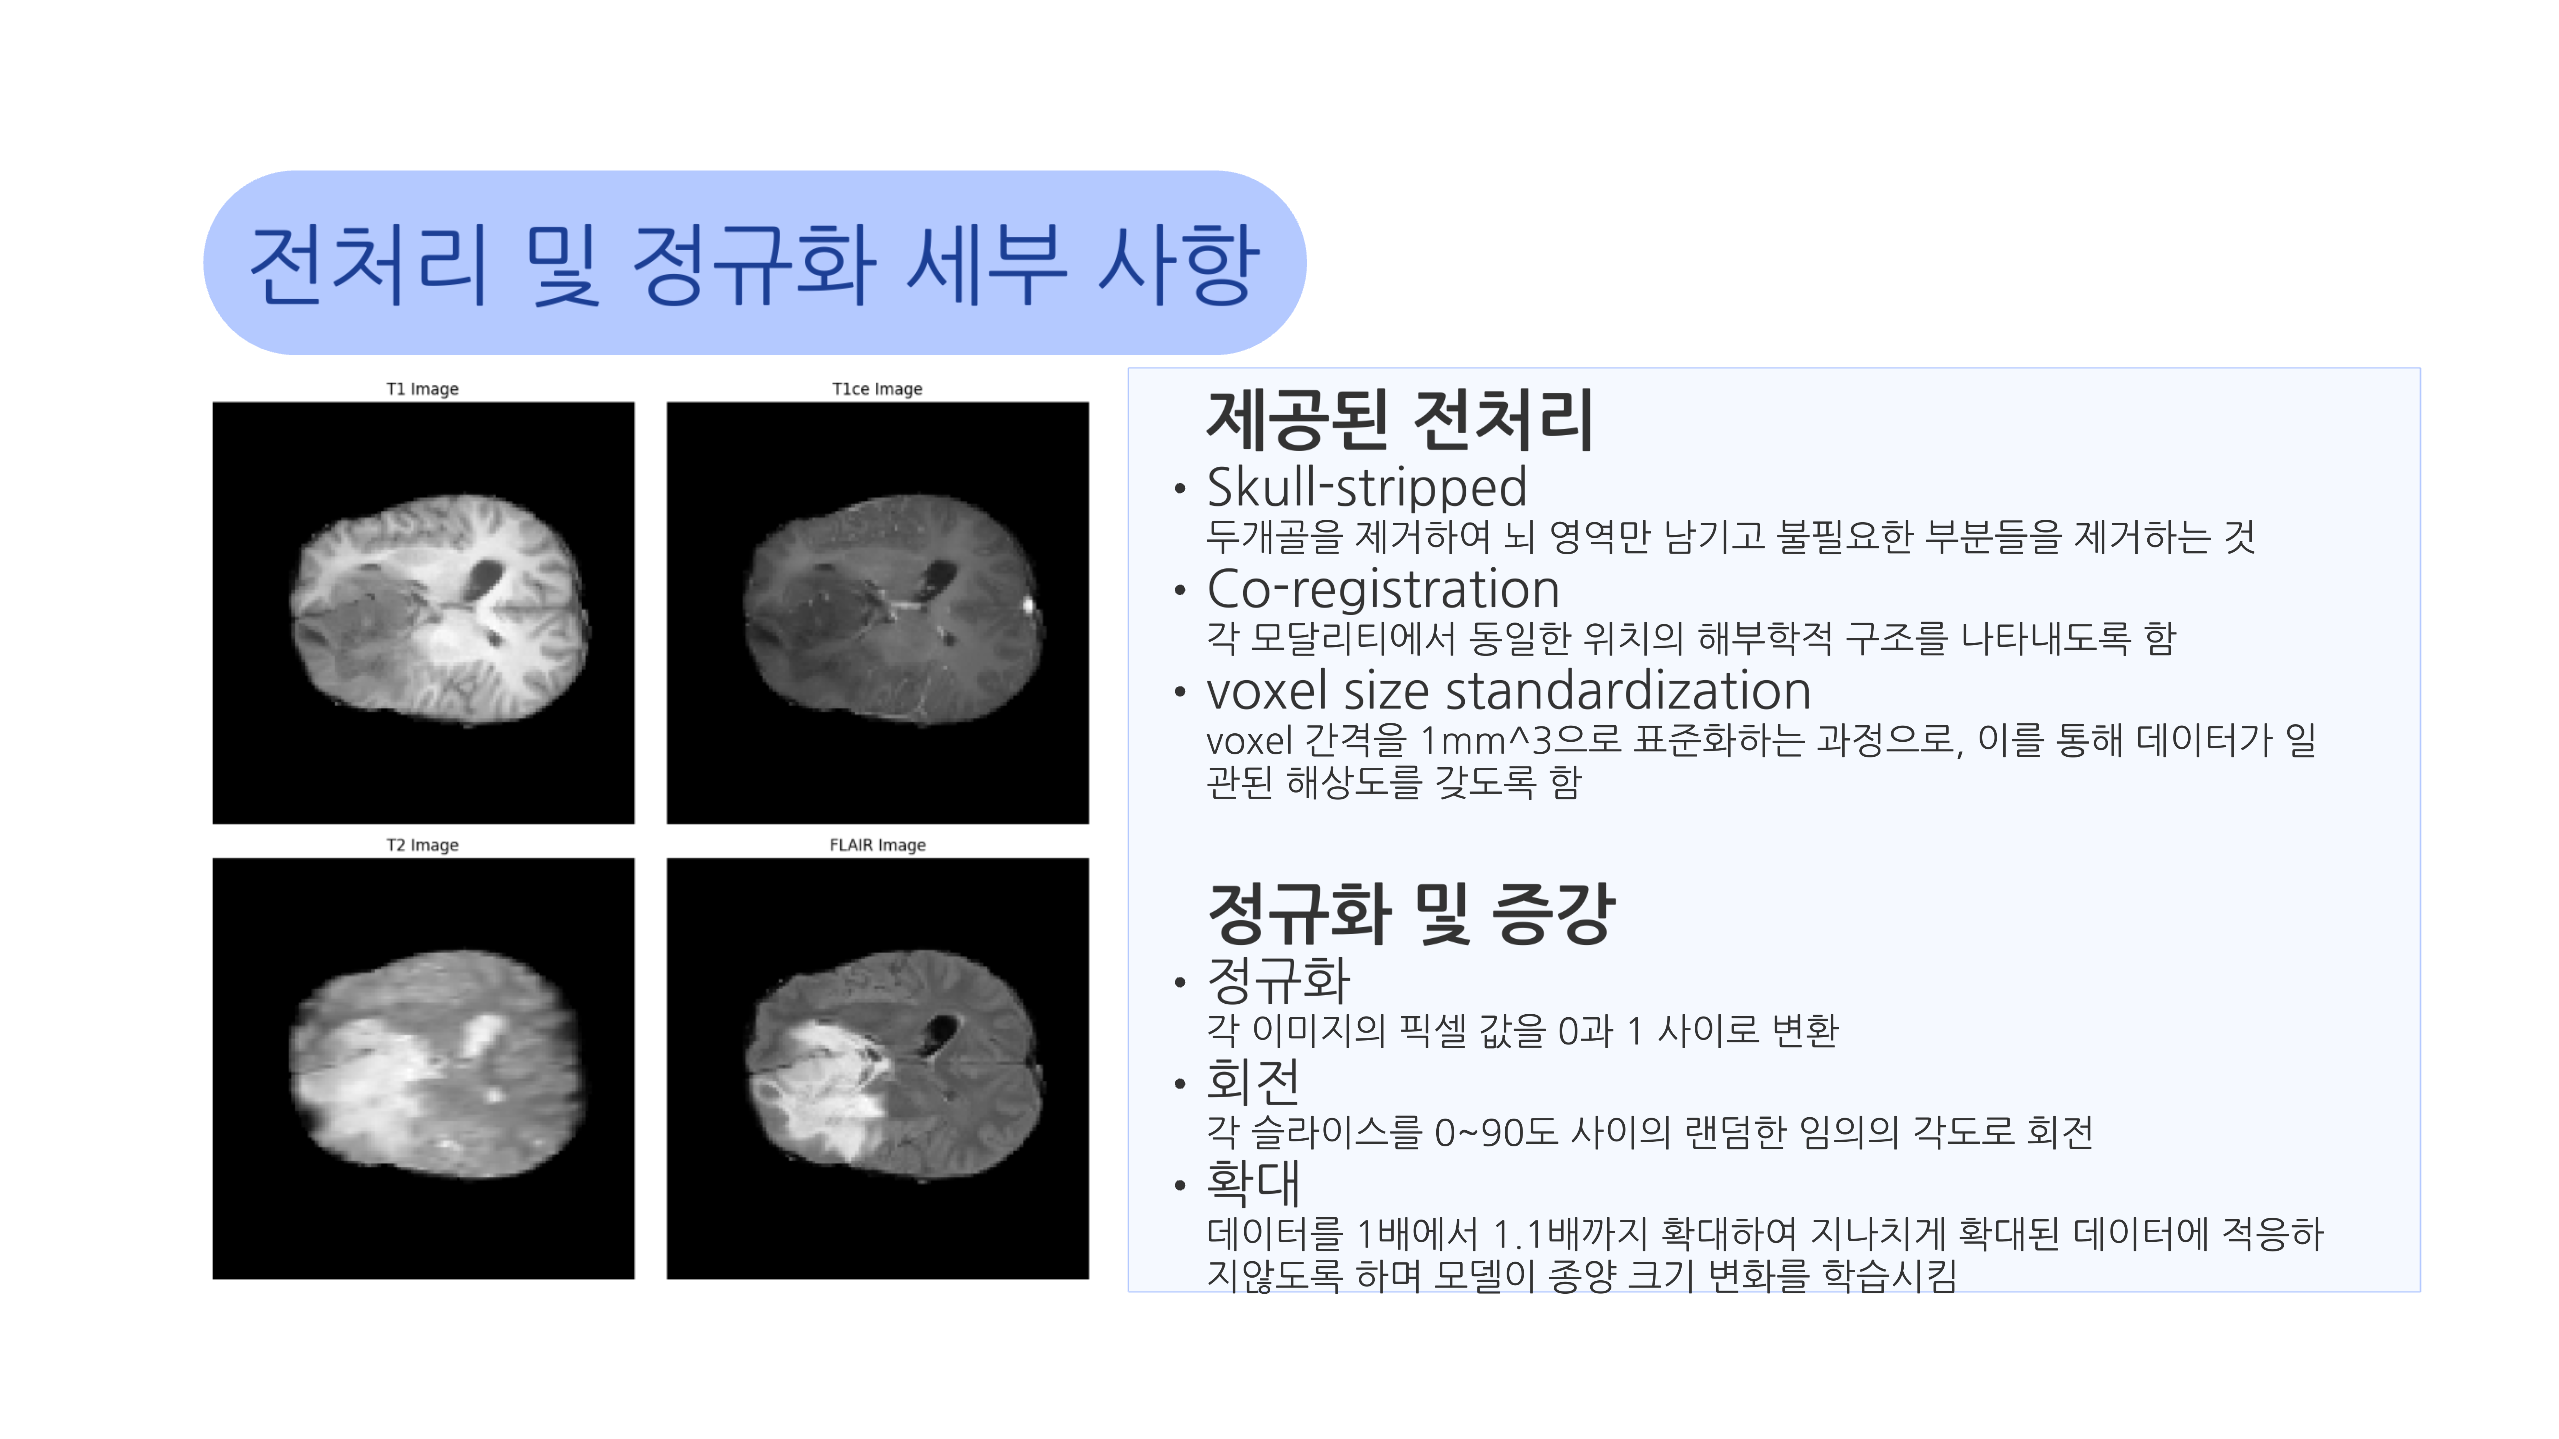 전처리 및 정규화 세부 사항
T1 Image
T1ce Image
T2 Image
FLAIR Image
제공된 전처리
• Skull-stripped
두개골을 제거하여 뇌 영역만 남기고 불필요한 부분들을 제거하는 것
• Co-registration
각 모달리티에서 동일한 위치의 해부학적 구조를 나타내도록 함
• voxel size standardization
voxel 간격을 1mm^3으로 표준화하는 과정으로, 이를 통해 데이터가 일
관된 해상도를 갖도록 함
정규화 및 증강
• 정규화
각 이미지의 픽셀 값을 0과 1 사이로 변환
• 회전
각 슬라이스를 0~90도 사이의 랜덤한 임의의 각도로 회전
• 확대
데이터를 1배에서 1.1배까지 확대하여 지나치게 확대된 데이터에 적응하
지않도록 하며 모델이 종양 크기 변화를 학습시킴